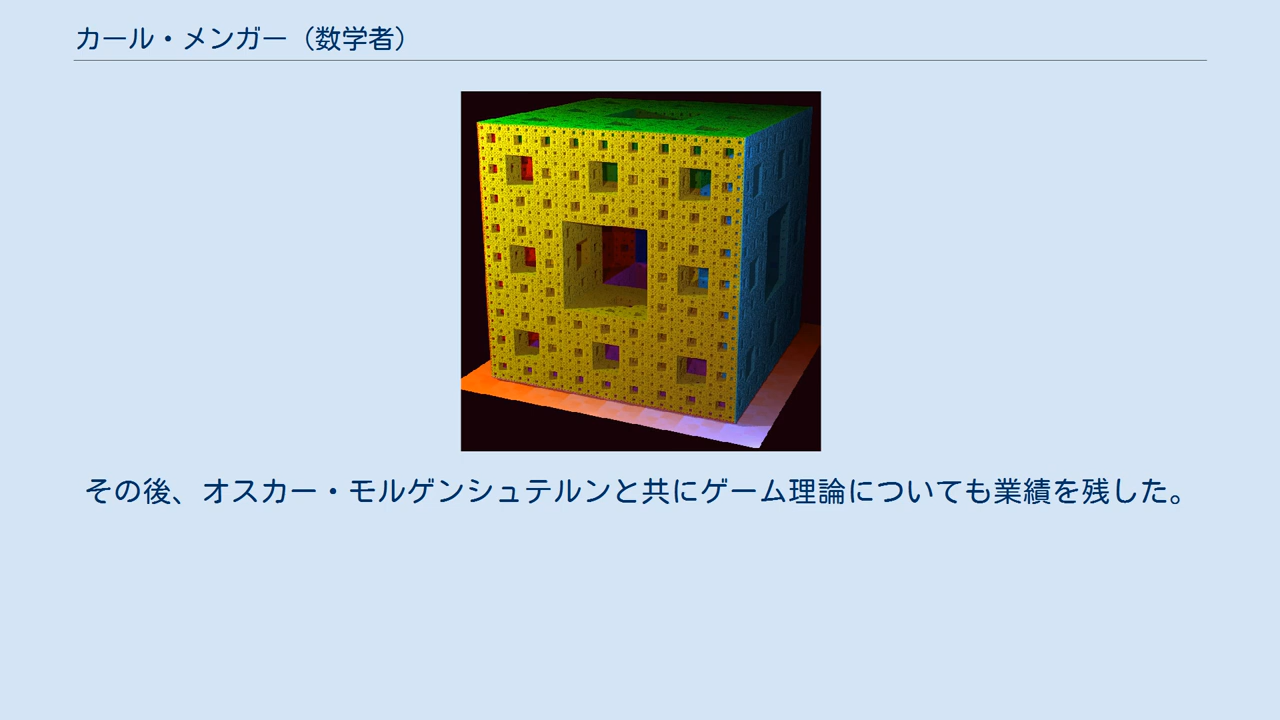 カール・メンガー（数学者）
その後、オスカー・モルゲンシュテルンと共にゲーム理論についても業績を残した。